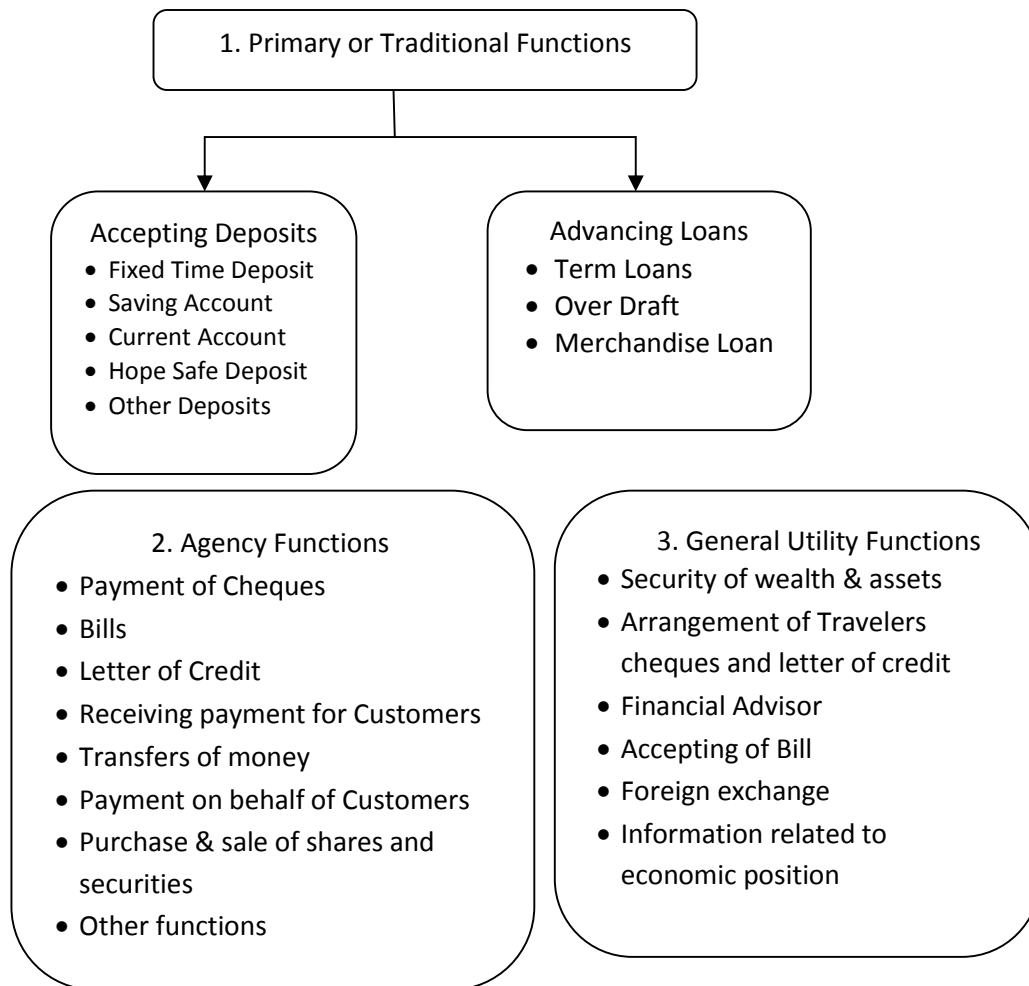 1. Primary or Traditional Functions
Accepting Deposits
• Fixed Time Deposit
• Saving Account
• Current Account
• Hope Safe Deposit
• Other Deposits
Advancing Loans
• Term Loans
• Over Draft
• Merchandise Loan
2. Agency Functions
• Payment of Cheques
• Bills
• Letter of Credit
• Receiving payment for Customers
• Transfers of money
• Payment on behalf of Customers
• Purchase & sale of shares and
securities
• Other functions
3. General Utility Functions
• Security of wealth & assets
• Arrangement of Travelers
cheques and letter of credit
• Financial Advisor
• Accepting of Bill
• Foreign exchange
• Information related to
economic position